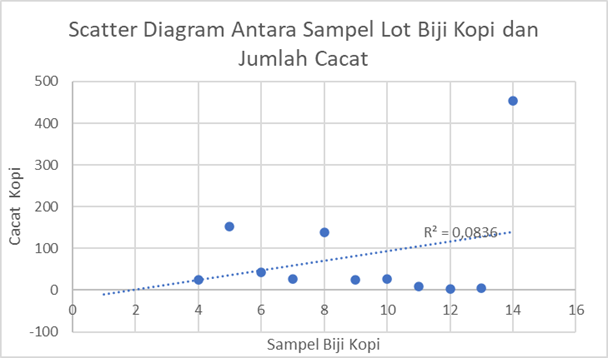 Scatter Diagram Antara Sampel Lot Biji Kopi dan
Jumlah Cacat
500
400
300
200
100
0
-100
Cacat Kopi
R² = 0,0836
0 2 4 6 8 10 12 14 16
Sampel Biji Kopi